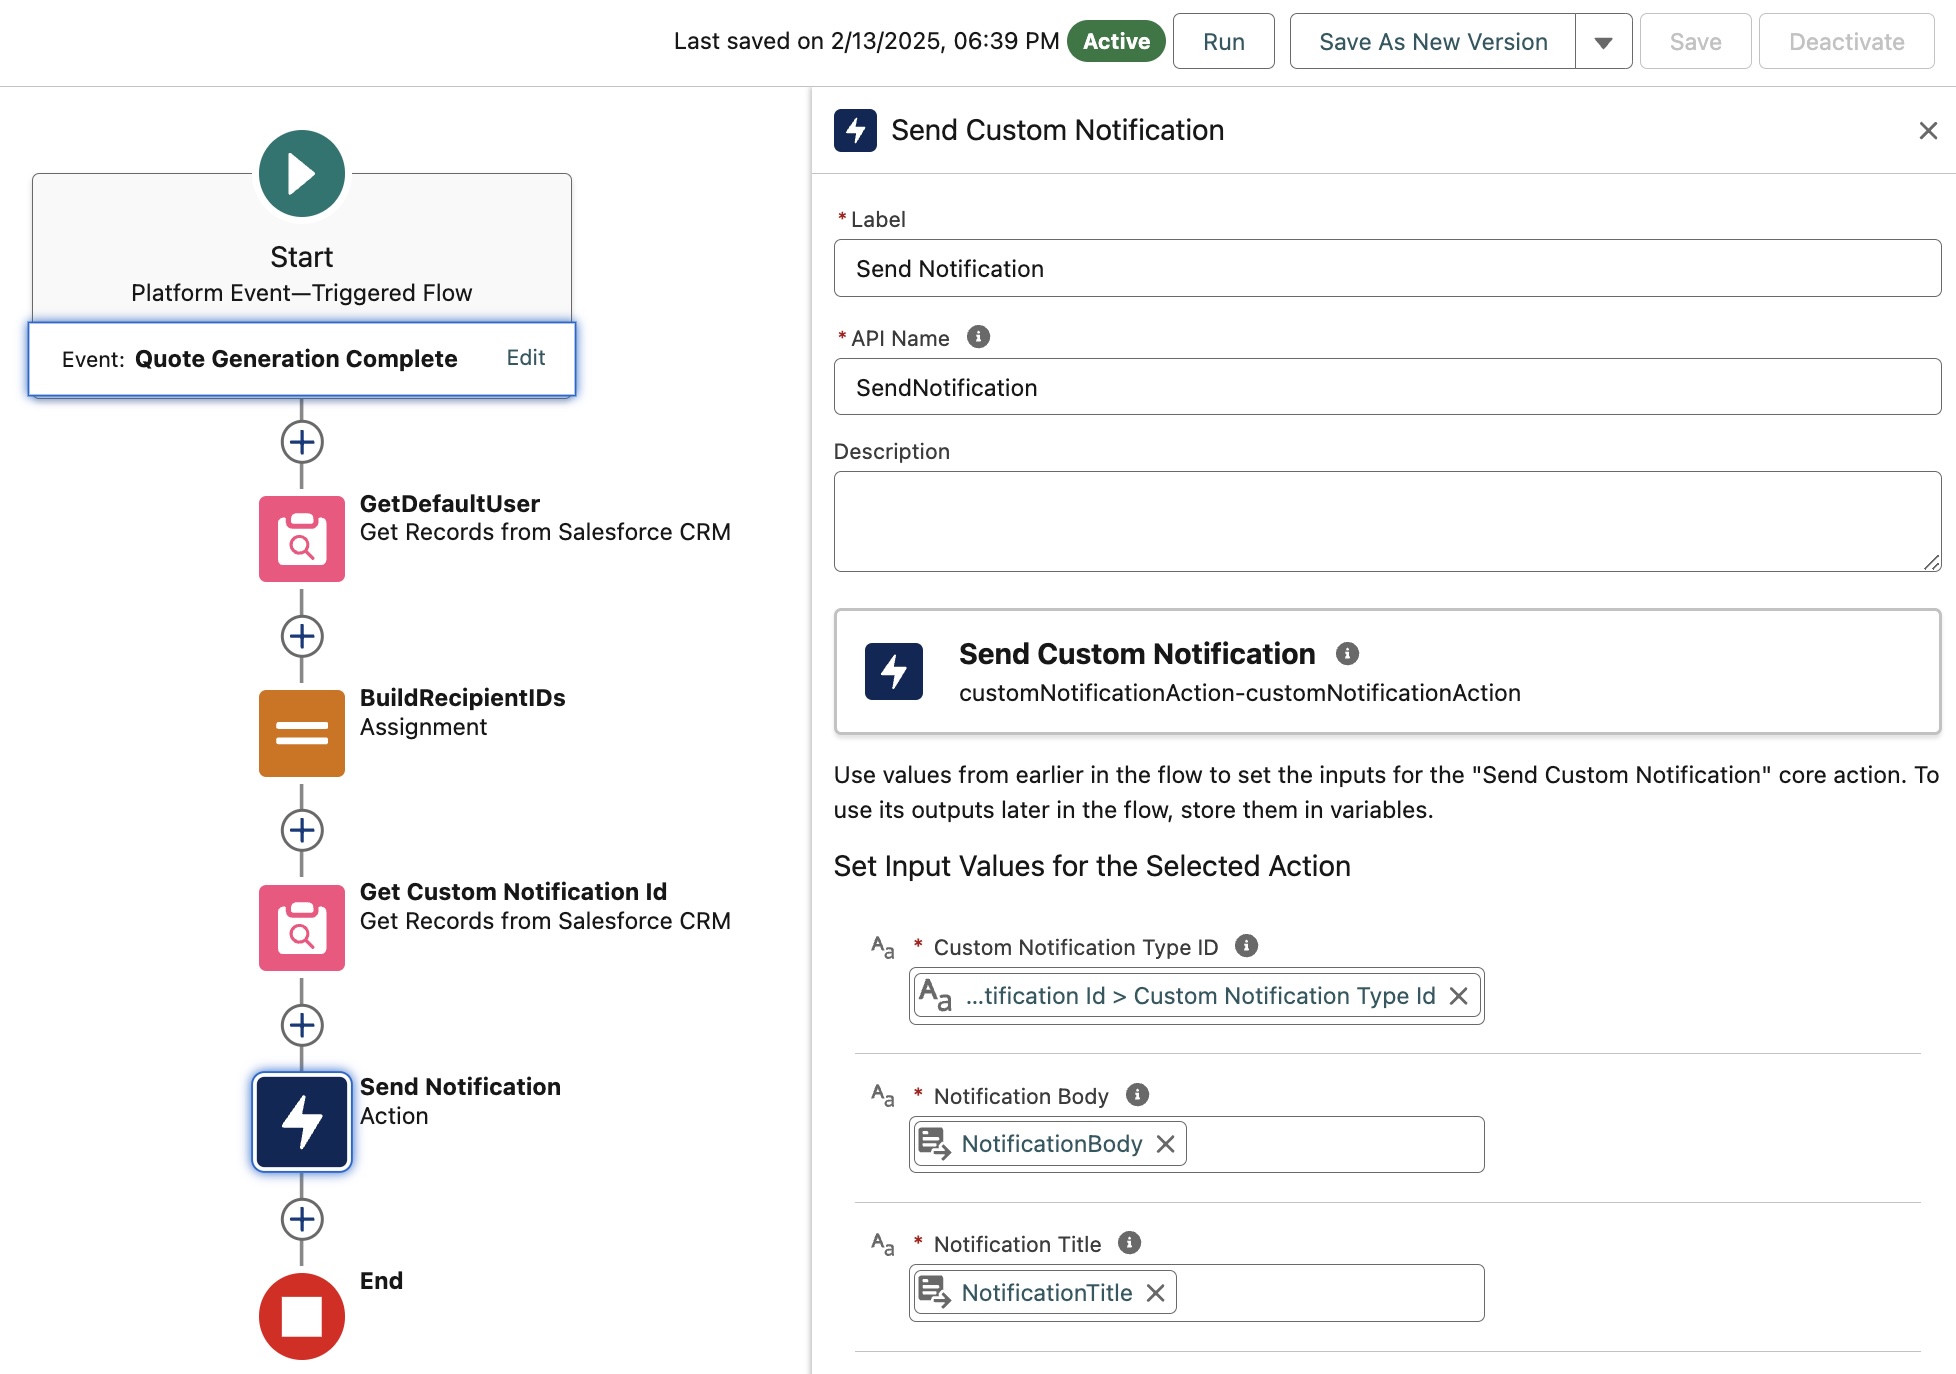 Last saved on 2/13/2025, 06:39 PM
Active
Run
Save As New Version
Save
Deactivate
Start
Platform Event—Triggered Flow
Event: Quote Generation Complete
Edit
GetDefaultUser
Get Records from Salesforce CRM
BuildRecipientIDs
Assignment
Get Custom Notification Id
Get Records from Salesforce CRM
Send Notification
Action
End
Send Custom Notification
* Label
Send Notification
* API Name
SendNotification
Description
Send Custom Notification
customNotificationAction-customNotificationAction
Use values from earlier in the flow to set the inputs for the "Send Custom Notification" core action. To
use its outputs later in the flow, store them in variables.
Set Input Values for the Selected Action
Aa * Custom Notification Type ID
Aa ...tification Id > Custom Notification Type Id
Aa * Notification Body
NotificationBody
Aa * Notification Title
NotificationTitle